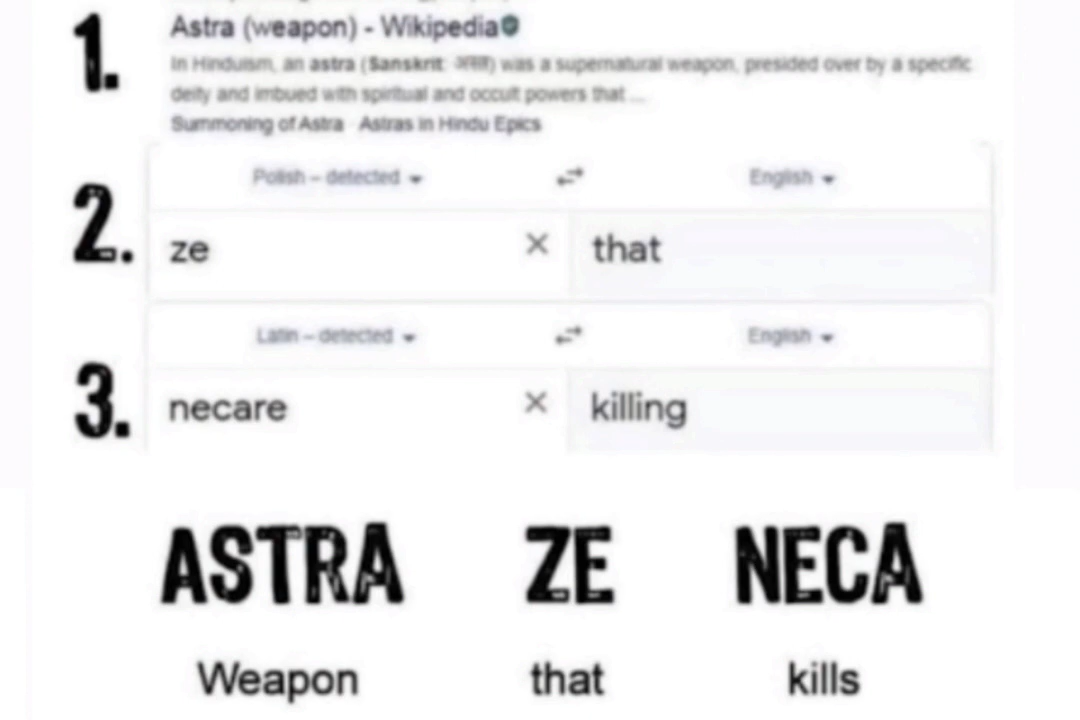 1.
Astra (weapon) - Wikipedia
In Hinduism, an astra (Sanskrit: अस्त्र) was a supernatural weapon, presided over by a specific
deity and imbued with spiritual and occult powers that ...
Summoning of Astra · Astras in Hindu Epics
2.
Polish – detected English
ze × that
3.
Latin – detected English
necare × killing
ASTRA ZE NECA
Weapon that kills